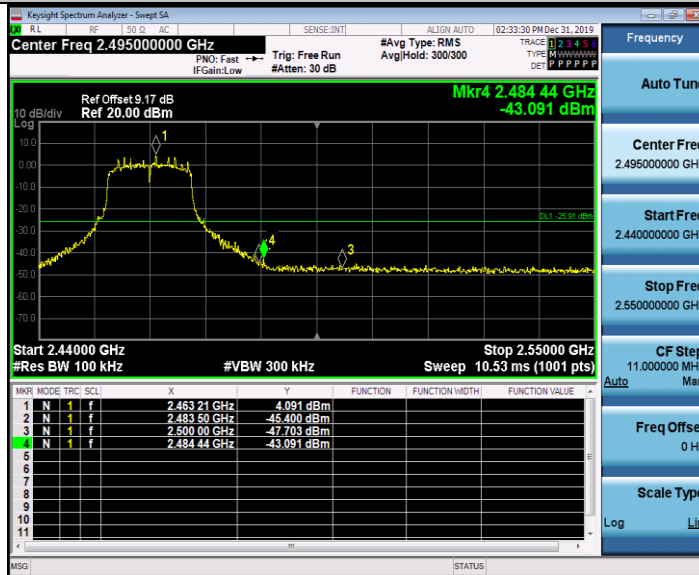 Keysight Spectrum Analyzer - Swept SA
LXI RL RF 50 Ω AC SENSE:INT ALIGN AUTO 02:33:30 PM Dec 31, 2019
Center Freq 2.495000000 GHz
PNO: Fast
IFGain:Low
Trig: Free Run
#Atten: 30 dB
#Avg Type: RMS
Avg|Hold: 300/300
TRACE 1 2 3 4 5 6
TYPE M W W W W W
DET P P P P P P
Frequency
Auto Tune
Center Freq
2.495000000 GH
Start Freq
2.440000000 GH
Stop Freq
2.550000000 GH
CF Step
11.000000 MH
Auto Ma
Freq Offse
0 H
Scale Type
Log Li
Mkr4 2.484 44 GHz
-43.091 dBm
Ref Offset 9.17 dB
10 dB/div Ref 20.00 dBm
Log
10.0
0.00
-10.0
-20.0
-30.0
-40.0
-50.0
-60.0
-70.0
1
4
3
DL1 -25.91 dBm
Start 2.44000 GHz Stop 2.55000 GHz
#Res BW 100 kHz #VBW 300 kHz Sweep 10.53 ms (1001 pts)
MKR MODE TRC SCL X Y FUNCTION FUNCTION WIDTH FUNCTION VALUE
1 N 1 f 2.463 21 GHz 4.091 dBm
2 N 1 f 2.483 50 GHz -45.400 dBm
3 N 1 f 2.500 00 GHz -47.703 dBm
4 N 1 f 2.484 44 GHz -43.091 dBm
5
6
7
8
9
10
11
MSG STATUS